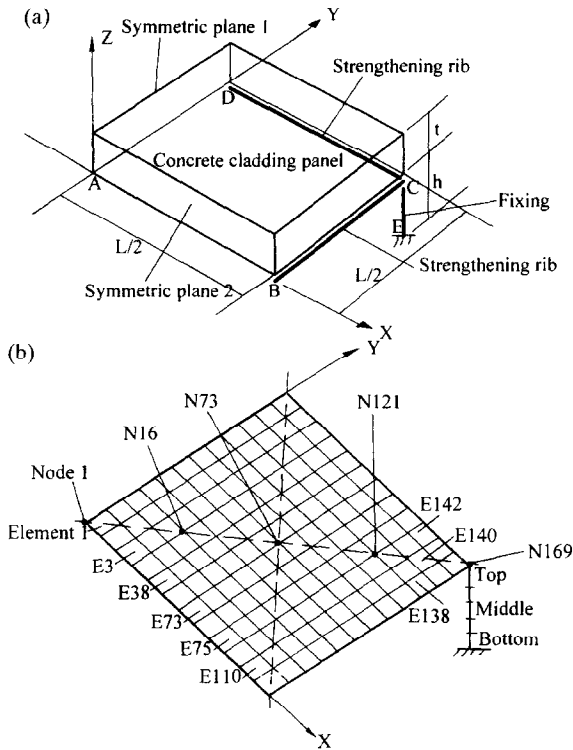 (a)
Symmetric plane 1
Y
Z
Strengthening rib
D
t
Concrete cladding panel
A
C
h
Fixing
E
L/2
Symmetric plane 2
B
L/2
Strengthening rib
X
(b)
Y
N73
N121
N16
Node 1
E142
Element 1
E140
N169
E3
Top
E38
E138
Middle
E73
E75
Bottom
E110
X